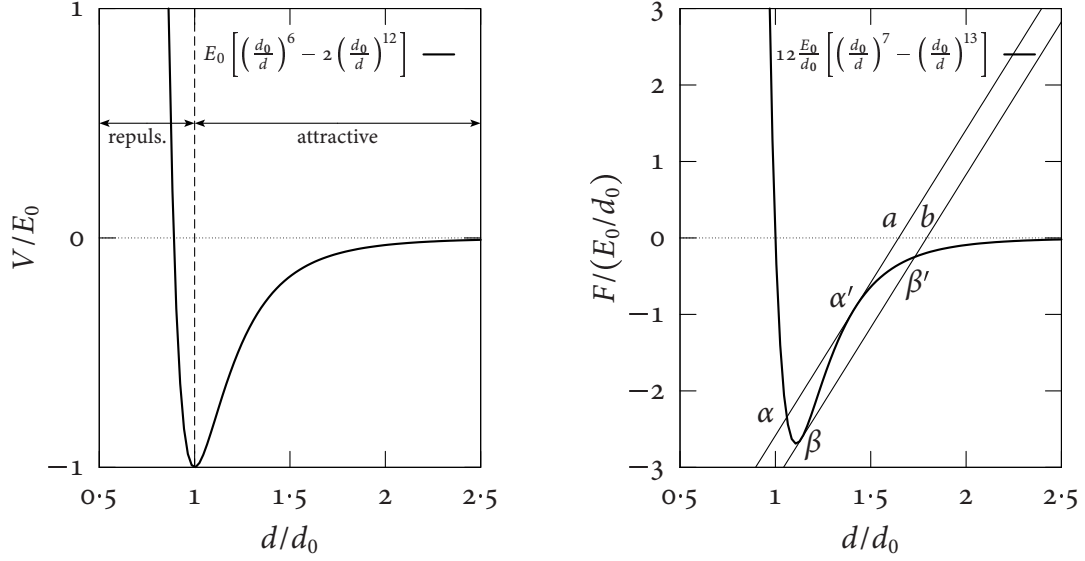 E₀ [(d₀/d)⁶ − 2 (d₀/d)¹²]
repuls.
attractive
V/E₀
1
0
−1
0·5
1
1·5
2
2·5
d/d₀
12 E₀/d₀ [(d₀/d)⁷ − (d₀/d)¹³]
F/(E₀/d₀)
3
2
1
0
−1
−2
−3
a
b
α′
β′
α
β
0·5
1
1·5
2
2·5
d/d₀